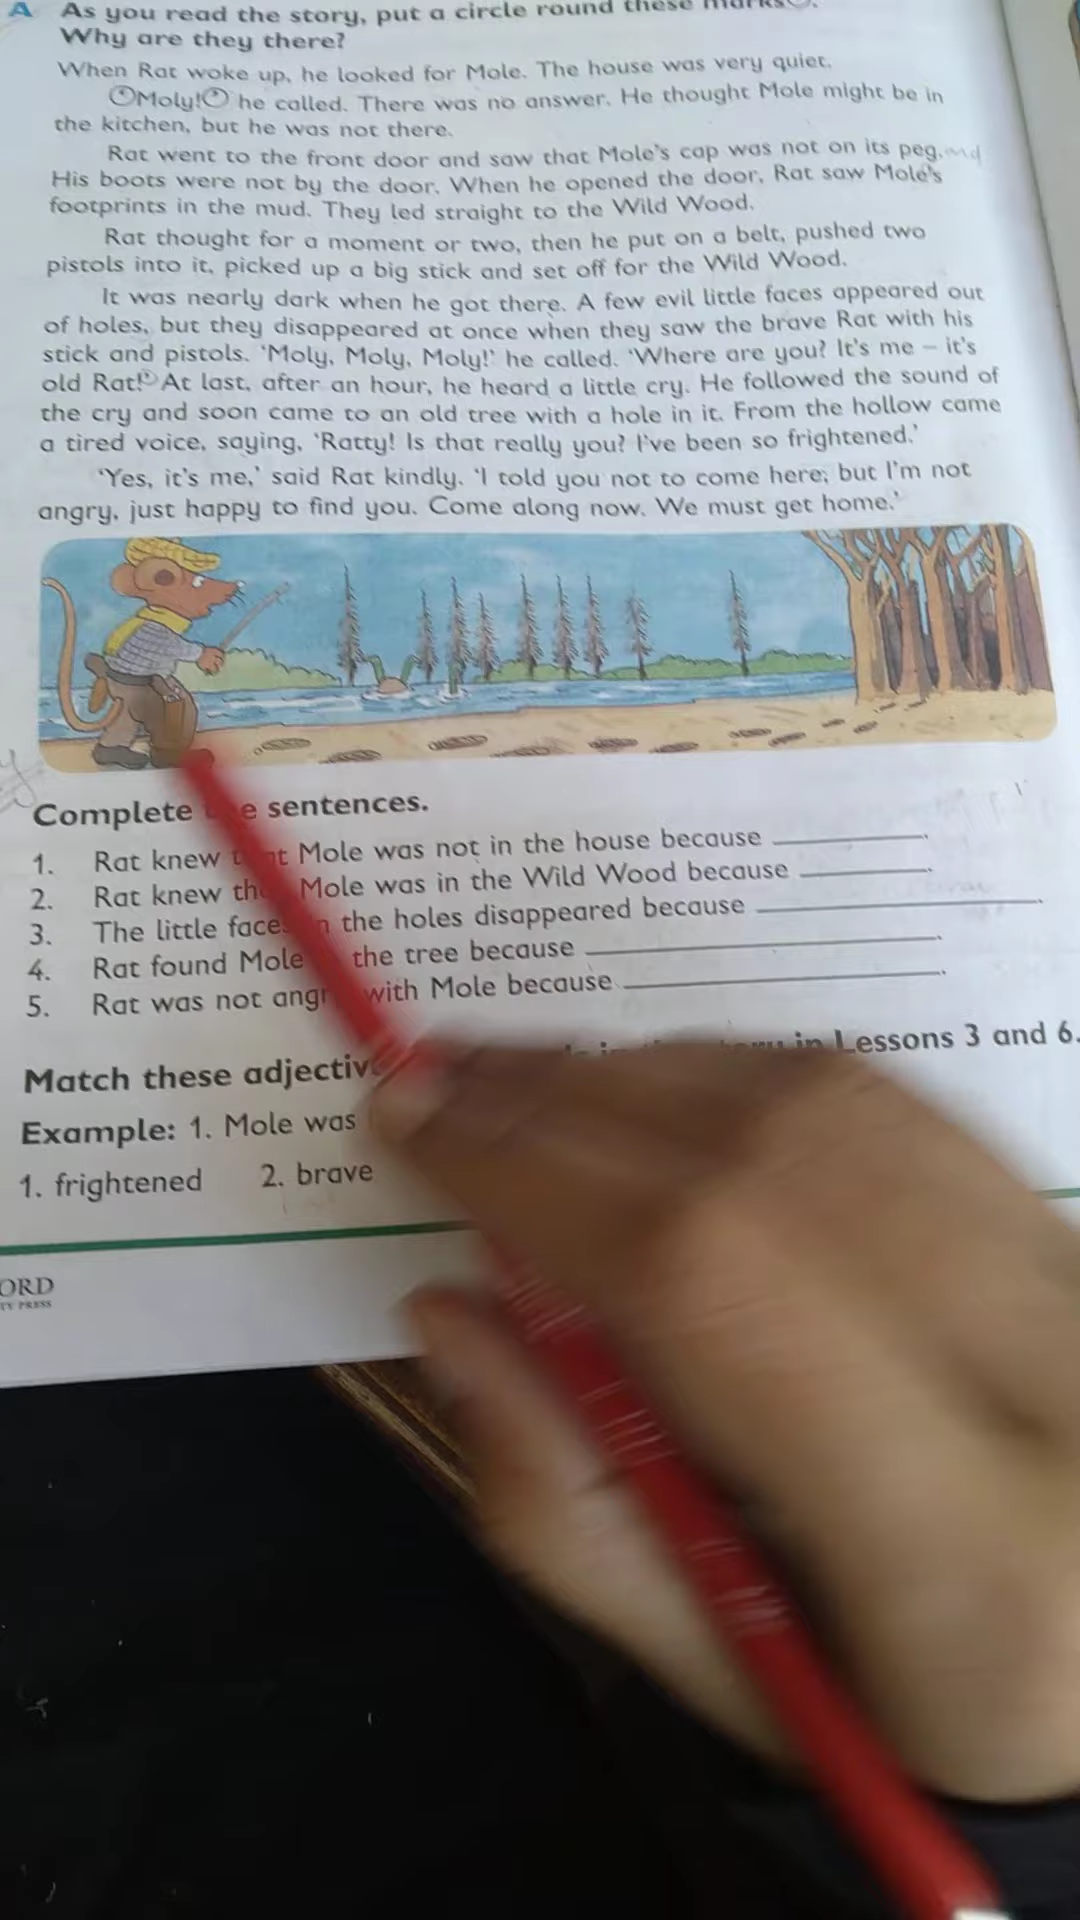 A As you read the story, put a circle round these marks
Why are they there?
When Rat woke up, he looked for Mole. The house was very quiet.
'Moly!' he called. There was no answer. He thought Mole might be in
the kitchen, but he was not there.
Rat went to the front door and saw that Mole's cap was not on its peg. and
His boots were not by the door. When he opened the door, Rat saw Mole's
footprints in the mud. They led straight to the Wild Wood.
Rat thought for a moment or two, then he put on a belt, pushed two
pistols into it, picked up a big stick and set off for the Wild Wood.
It was nearly dark when he got there. A few evil little faces appeared out
of holes, but they disappeared at once when they saw the brave Rat with his
stick and pistols. 'Moly, Moly, Moly!' he called. 'Where are you? It's me – it's
old Rat!' At last, after an hour, he heard a little cry. He followed the sound of
the cry and soon came to an old tree with a hole in it. From the hollow came
a tired voice, saying, 'Ratty! Is that really you? I've been so frightened.'
'Yes, it's me,' said Rat kindly. 'I told you not to come here; but I'm not
angry, just happy to find you. Come along now. We must get home.'
Complete sentences.
1. Rat knew Mole was not in the house because
2. Rat knew Mole was in the Wild Wood because
3. The little the holes disappeared because
4. Rat found Mole the tree because
5. Rat was not with Mole because
Match these in Lessons 3 and 6.
Example: 1. Mole was
1. frightened 2. brave
ORD
TY PRESS